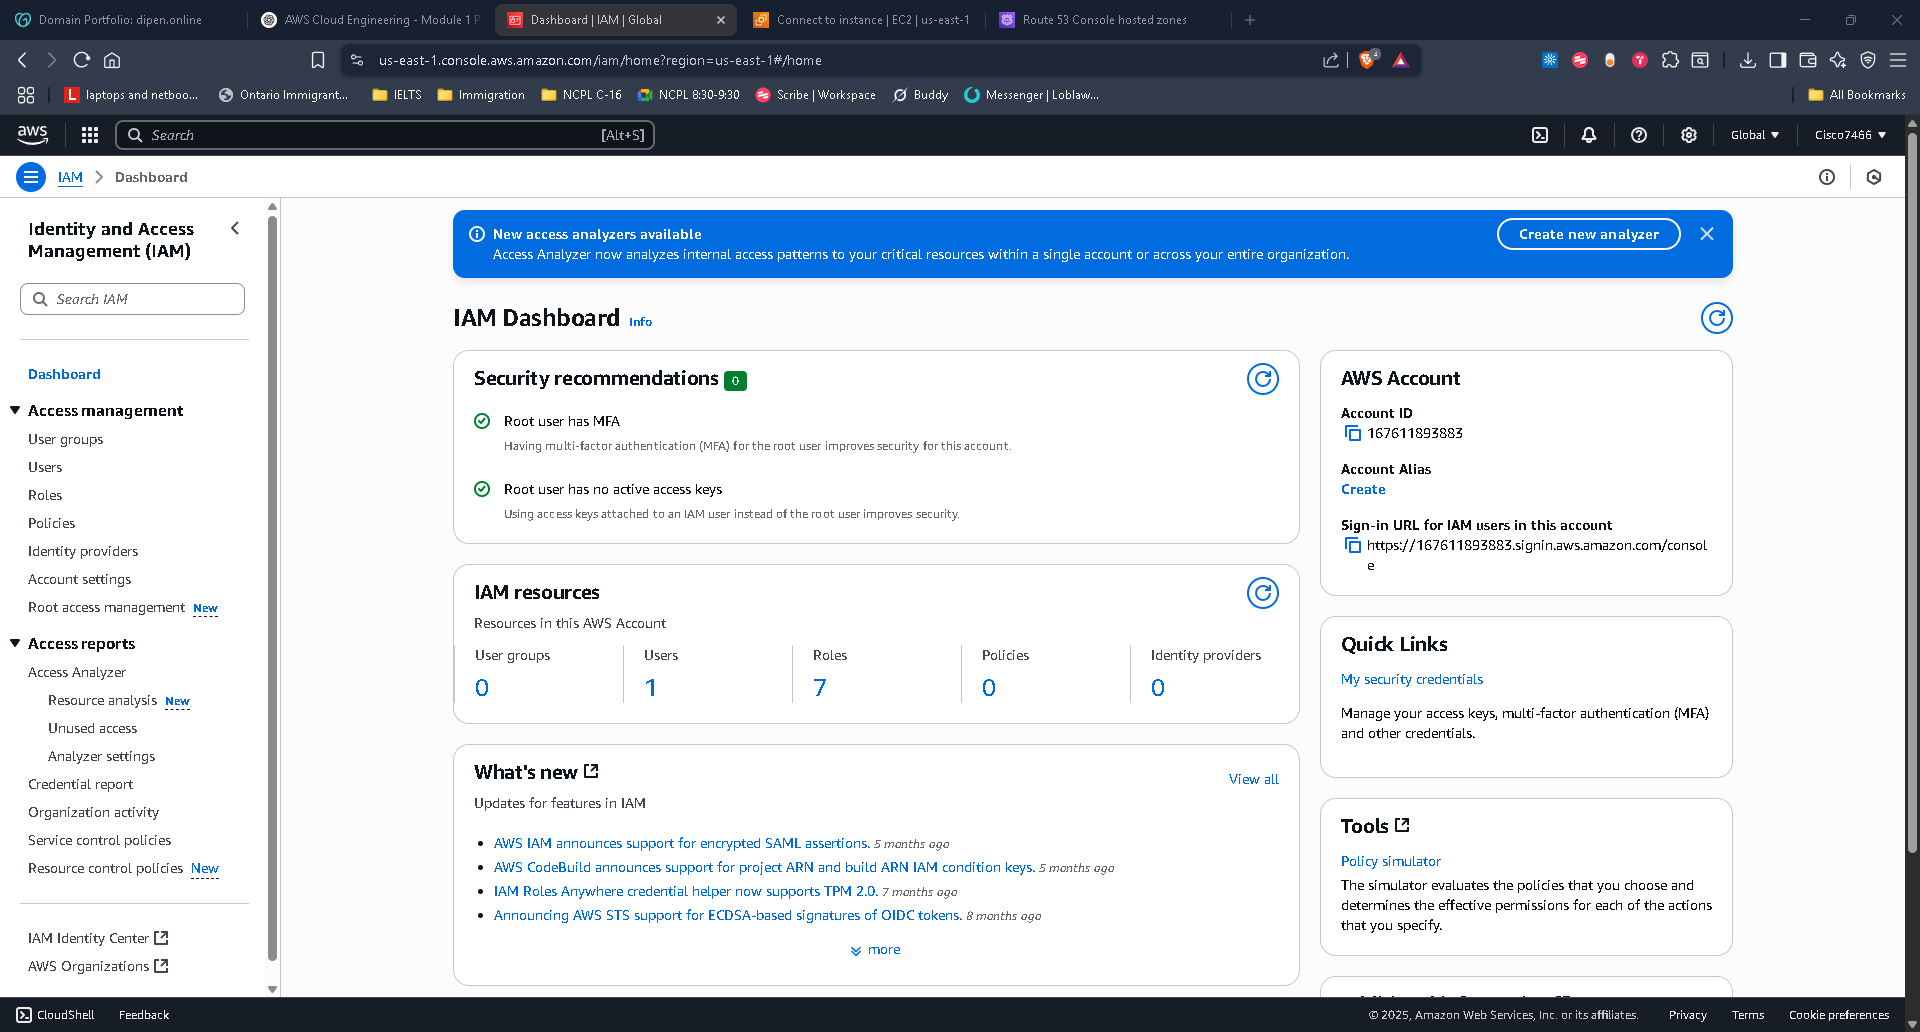 Domain Portfolio: dipen.online
AWS Cloud Engineering - Module 1 P
Dashboard | IAM | Global
Connect to instance | EC2 | us-east-1
Route 53 Console hosted zones
us-east-1.console.aws.amazon.com/iam/home?region=us-east-1#/home
3
laptops and netboo...
Ontario Immigrant...
IELTS
Immigration
NCPL C-16
NCPL 8:30-9:30
Scribe | Workspace
Buddy
Messenger | Loblaw...
All Bookmarks
aws
Search
[Alt+S]
Global
Cisco7466
IAM
Dashboard
Identity and Access
Management (IAM)
Search IAM
Dashboard
Access management
User groups
Users
Roles
Policies
Identity providers
Account settings
Root access management New
Access reports
Access Analyzer
Resource analysis New
Unused access
Analyzer settings
Credential report
Organization activity
Service control policies
Resource control policies New
IAM Identity Center
AWS Organizations
New access analyzers available
Access Analyzer now analyzes internal access patterns to your critical resources within a single account or across your entire organization.
Create new analyzer
IAM Dashboard Info
Security recommendations 0
Root user has MFA
Having multi-factor authentication (MFA) for the root user improves security for this account.
Root user has no active access keys
Using access keys attached to an IAM user instead of the root user improves security.
IAM resources
Resources in this AWS Account
User groups
0
Users
1
Roles
7
Policies
0
Identity providers
0
What's new
View all
Updates for features in IAM
AWS IAM announces support for encrypted SAML assertions. 5 months ago
AWS CodeBuild announces support for project ARN and build ARN IAM condition keys. 5 months ago
IAM Roles Anywhere credential helper now supports TPM 2.0. 7 months ago
Announcing AWS STS support for ECDSA-based signatures of OIDC tokens. 8 months ago
more
AWS Account
Account ID
167611893883
Account Alias
Create
Sign-in URL for IAM users in this account
https://167611893883.signin.aws.amazon.com/consol
e
Quick Links
My security credentials
Manage your access keys, multi-factor authentication (MFA)
and other credentials.
Tools
Policy simulator
The simulator evaluates the policies that you choose and
determines the effective permissions for each of the actions
that you specify.
CloudShell
Feedback
© 2025, Amazon Web Services, Inc. or its affiliates.
Privacy
Terms
Cookie preferences